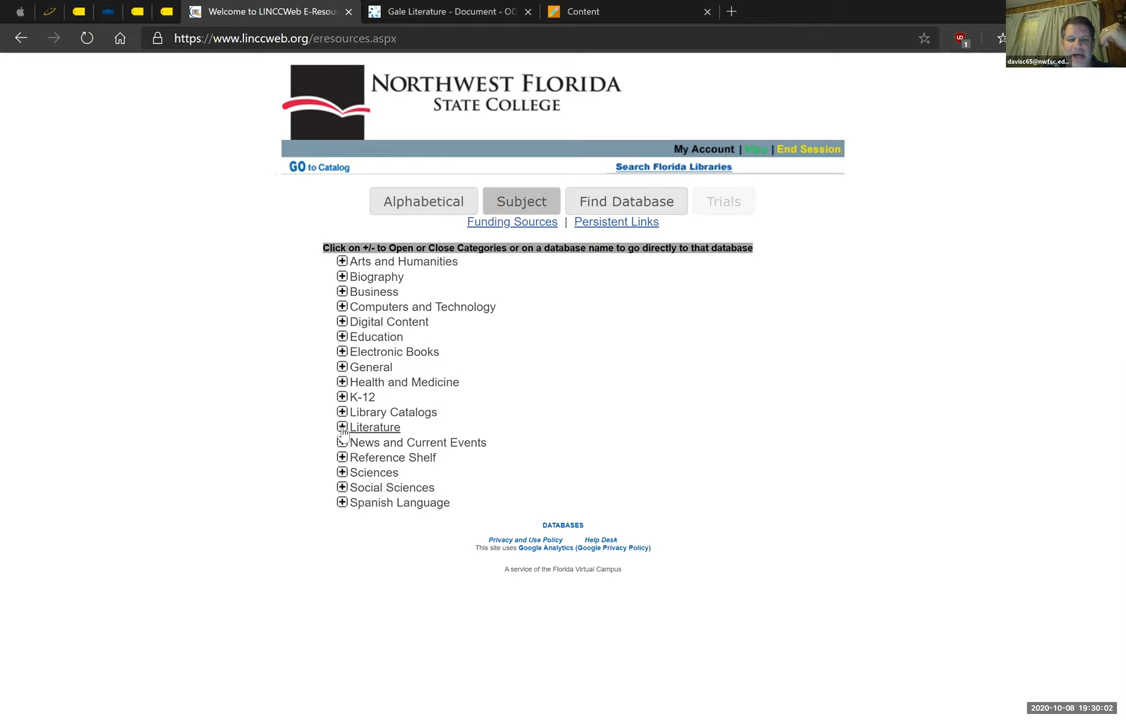 Welcome to LINCCWeb E-Resou
Gale Literature - Document - OD
Content
https://www.linccweb.org/eresources.aspx
davisc65@nwfsc.ed...
NORTHWEST FLORIDA
STATE COLLEGE
My Account | | End Session
GO to Catalog
Search Florida Libraries
Alphabetical
Subject
Find Database
Trials
Funding Sources | Persistent Links
Click on +/- to Open or Close Categories or on a database name to go directly to that database
Arts and Humanities
Biography
Business
Computers and Technology
Digital Content
Education
Electronic Books
General
Health and Medicine
K-12
Library Catalogs
Literature
News and Current Events
Reference Shelf
Sciences
Social Sciences
Spanish Language
DATABASES
Privacy and Use Policy Help Desk
This site uses Google Analytics (Google Privacy Policy)
A service of the Florida Virtual Campus
2020-10-08 19:30:02